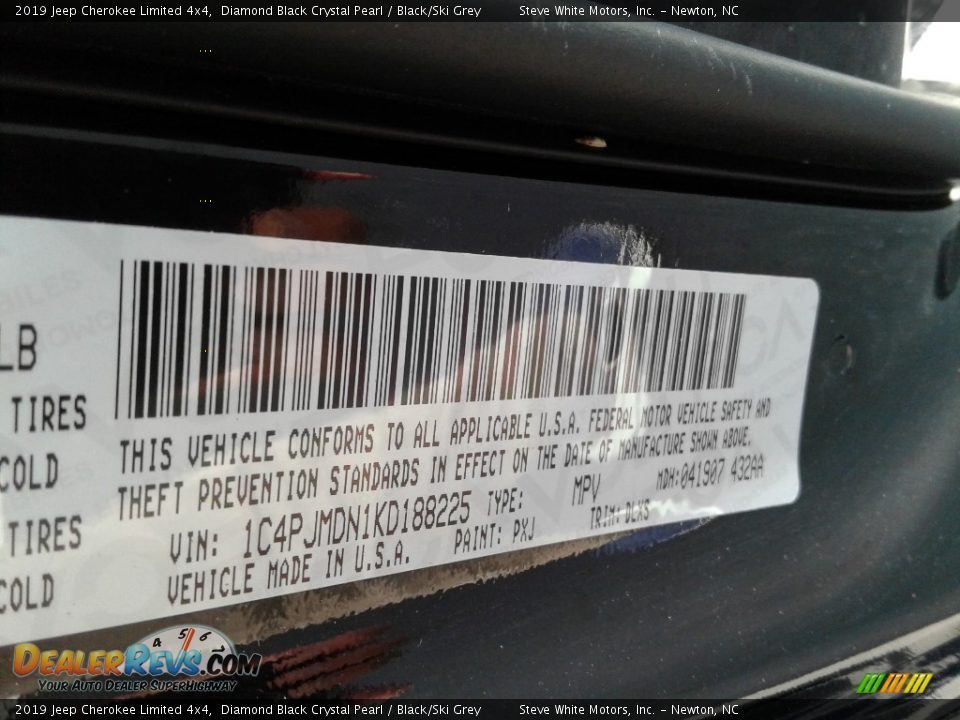 2019 Jeep Cherokee Limited 4x4, Diamond Black Crystal Pearl / Black/Ski Grey Steve White Motors, Inc. – Newton, NC
LB
TIRES
COLD
TIRES
COLD
THIS VEHICLE CONFORMS TO ALL APPLICABLE U.S.A. FEDERAL MOTOR VEHICLE SAFETY AND
THEFT PREVENTION STANDARDS IN EFFECT ON THE DATE OF MANUFACTURE SHOWN ABOVE.
VIN: 1C4PJMDN1KD188225 TYPE: MPV MDH:041907 432AA
VEHICLE MADE IN U.S.A. PAINT: PXJ TRIM: DLXS
4 5 6
DEALERREVS.COM
YOUR AUTO DEALER SUPERHIGHWAY
2019 Jeep Cherokee Limited 4x4, Diamond Black Crystal Pearl / Black/Ski Grey Steve White Motors, Inc. – Newton, NC